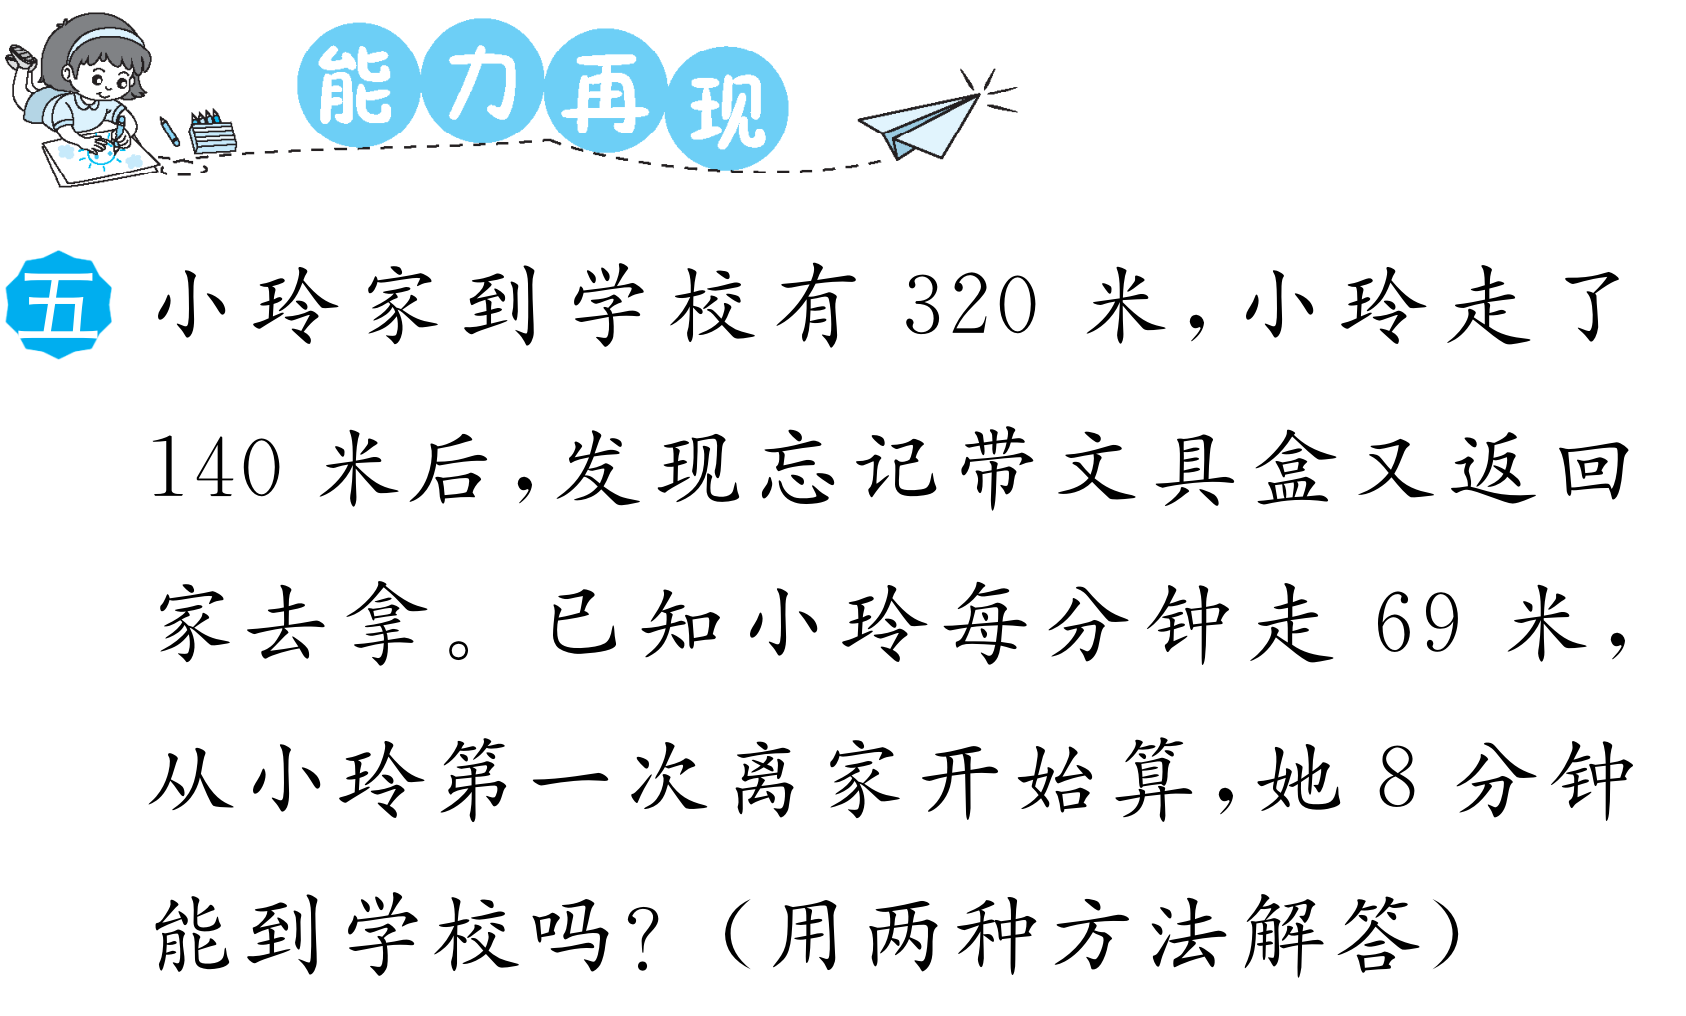 能力再现
五 小玲家到学校有 320 米，小玲走了
140 米后，发现忘记带文具盒又返回
家去拿。已知小玲每分钟走 69 米，
从小玲第一次离家开始算，她 8 分钟
能到学校吗？（用两种方法解答）